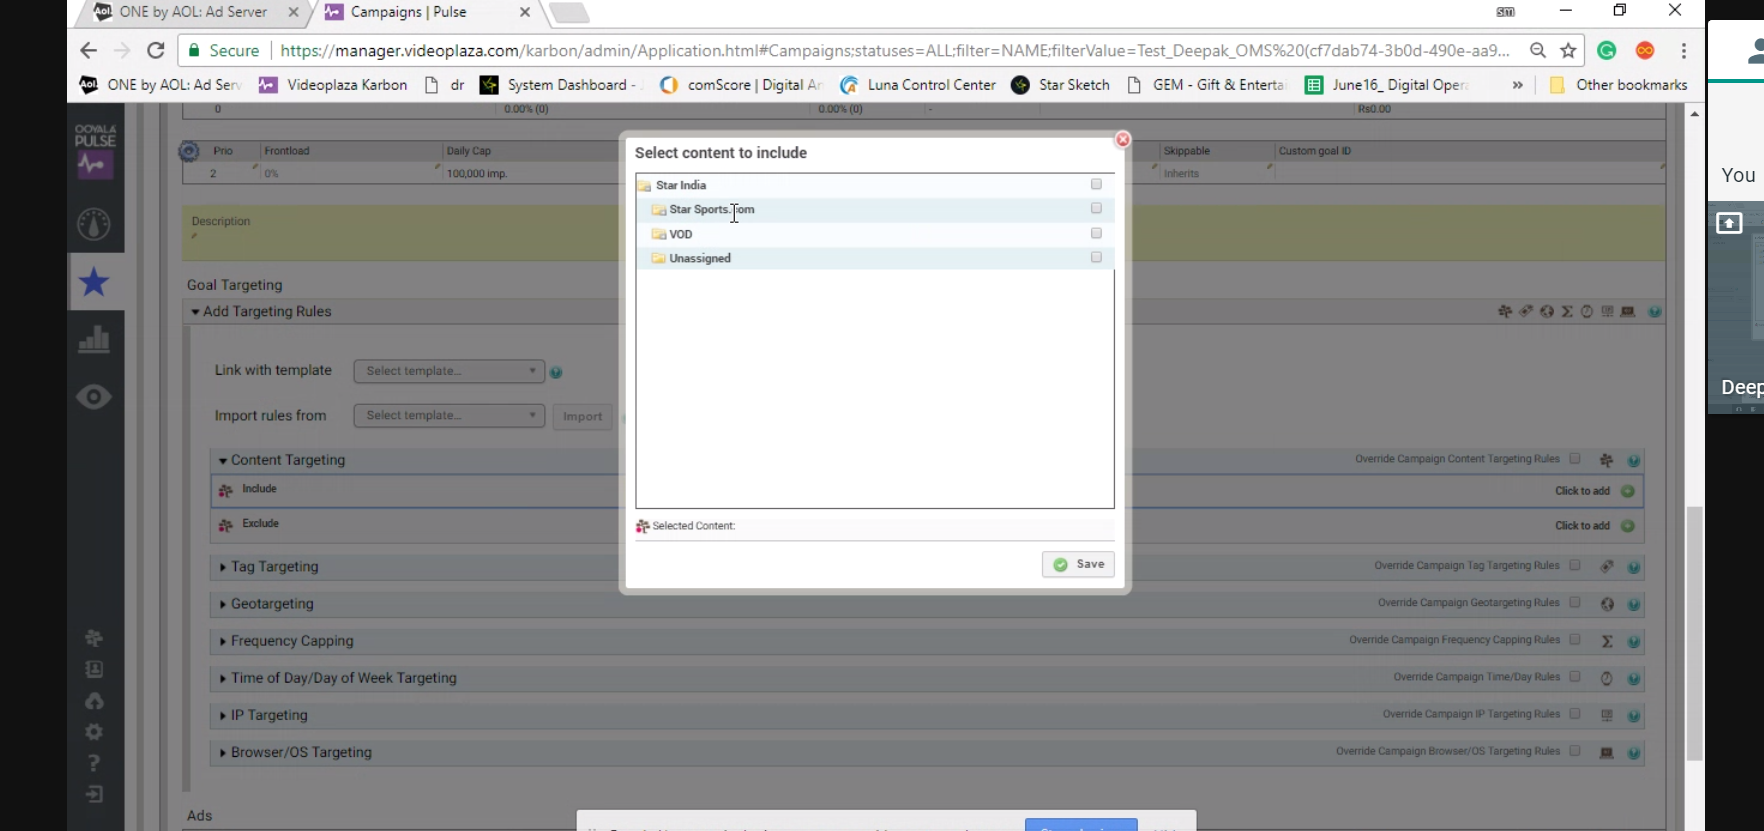 ONE by AOL: Ad Server
Campaigns | Pulse
Secure
https://manager.videoplaza.com/karbon/admin/Application.html#Campaigns;statuses=ALL;filter=NAME;filterValue=Test_Deepak_OMS%20(cf7dab74-3b0d-490e-aa9...
ONE by AOL: Ad Serv
Videoplaza Karbon
dr
System Dashboard -
comScore | Digital An
Luna Control Center
Star Sketch
GEM - Gift & Enterta
June16_ Digital Oper
»
Other bookmarks
OOYALA
PULSE
0
0.00% (0)
0.00% (0)
-
Rs0.00
Prio
Frontload
Daily Cap
Skippable
Custom goal ID
2
0%
100,000 imp.
Inherits
Description
Goal Targeting
Add Targeting Rules
Link with template
Select template...
Import rules from
Select template...
Import
Content Targeting
Override Campaign Content Targeting Rules
Include
Click to add
Exclude
Click to add
Tag Targeting
Override Campaign Tag Targeting Rules
Geotargeting
Override Campaign Geotargeting Rules
Frequency Capping
Override Campaign Frequency Capping Rules
Time of Day/Day of Week Targeting
Override Campaign Time/Day Rules
IP Targeting
Override Campaign IP Targeting Rules
Browser/OS Targeting
Override Campaign Browser/OS Targeting Rules
Ads
Select content to include
Star India
Star Sports.com
VOD
Unassigned
Selected Content:
Save
You
Deep